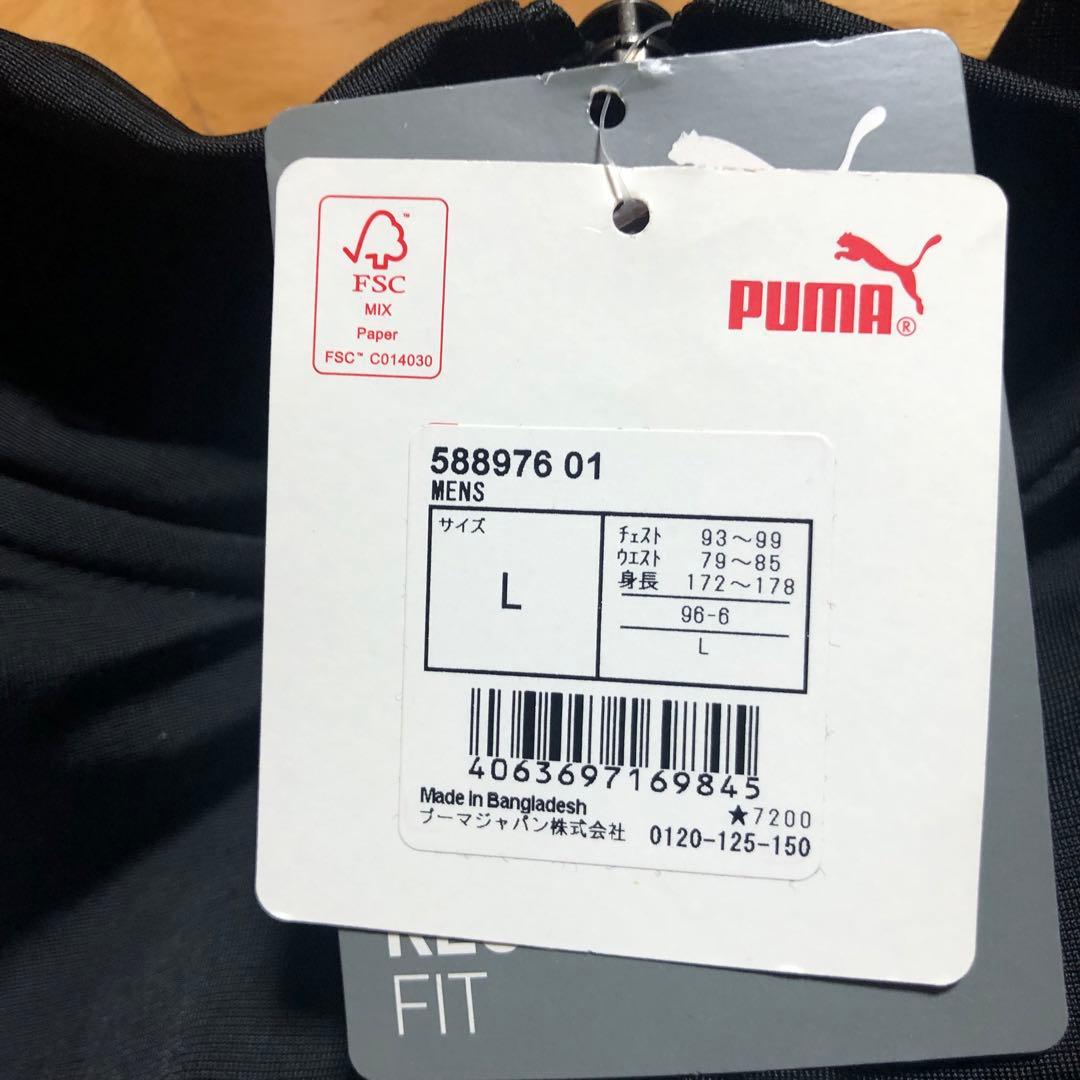 FSC™
MIX
Paper
FSC™ C014030
PUMA®
588976 01
MENS
サイズ
L
チェスト 93〜99
ウエスト 79〜85
身長 172〜178
96-6
L
4063697169845
Made in Bangladesh
★7200
プーマジャパン株式会社 0120-125-150
FIT